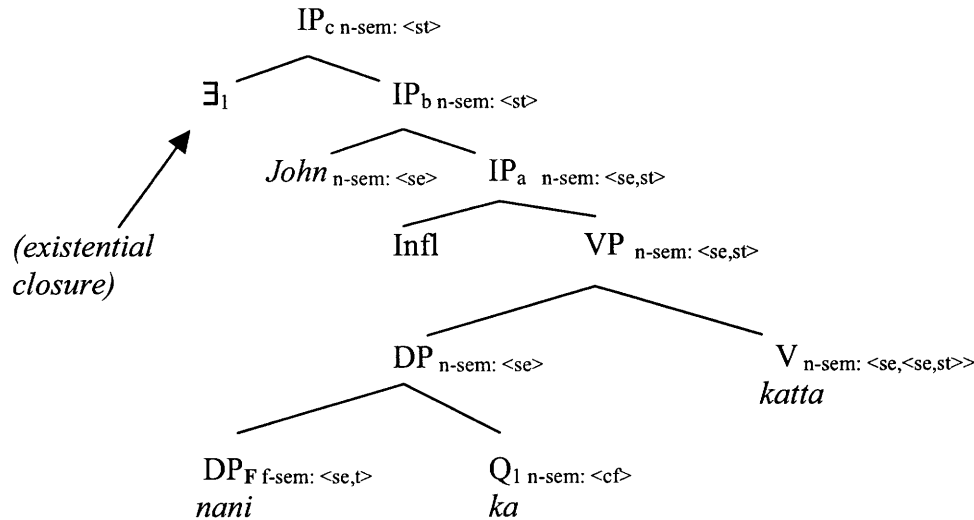 IPc n-sem: <st>
∃1 IPb n-sem: <st>
John n-sem: <se> IPa n-sem: <se,st>
(existential closure) Infl VP n-sem: <se,st>
DP n-sem: <se> V n-sem: <se,<se,st>>
katta
DPF f-sem: <se,t> Q1 n-sem: <cf>
nani ka